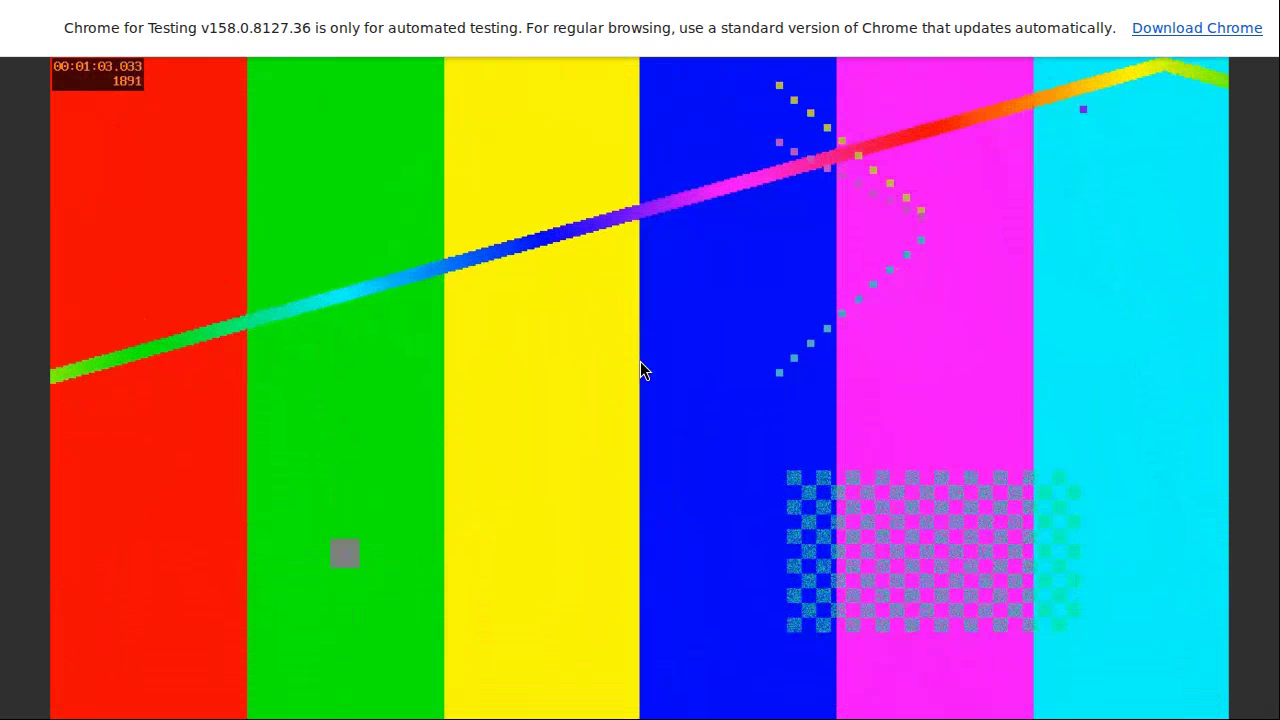 Chrome for Testing v158.0.8127.36 is only for automated testing. For regular browsing, use a standard version of Chrome that updates automatically. Download Chrome
00:01:03.033
1891